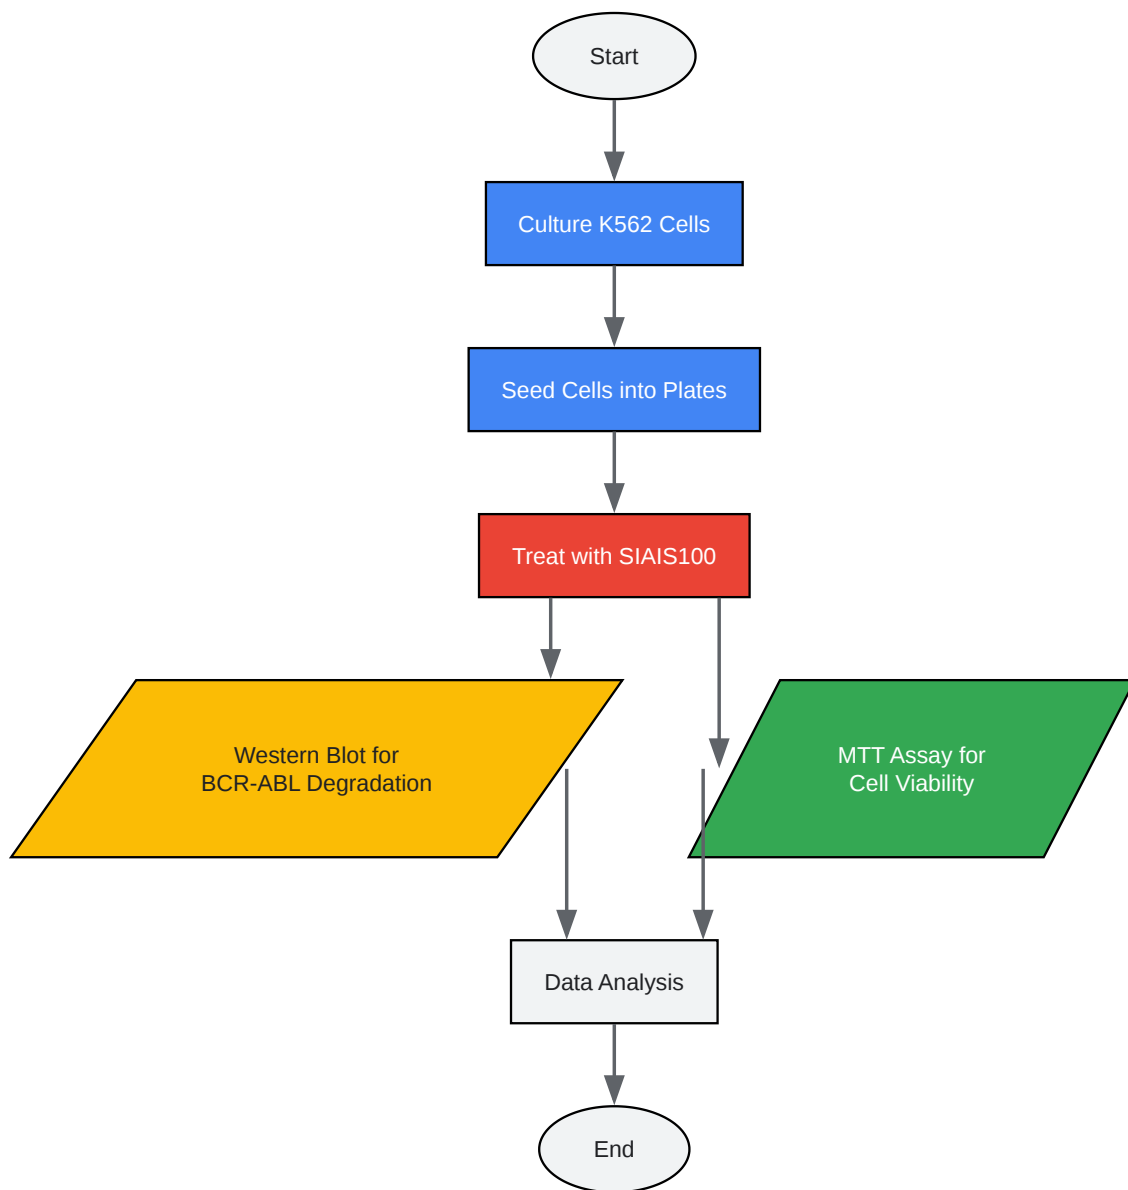 Start
Culture K562 Cells
Seed Cells into Plates
Treat with SIAIS100
Western Blot for
BCR-ABL Degradation
MTT Assay for
Cell Viability
Data Analysis
End